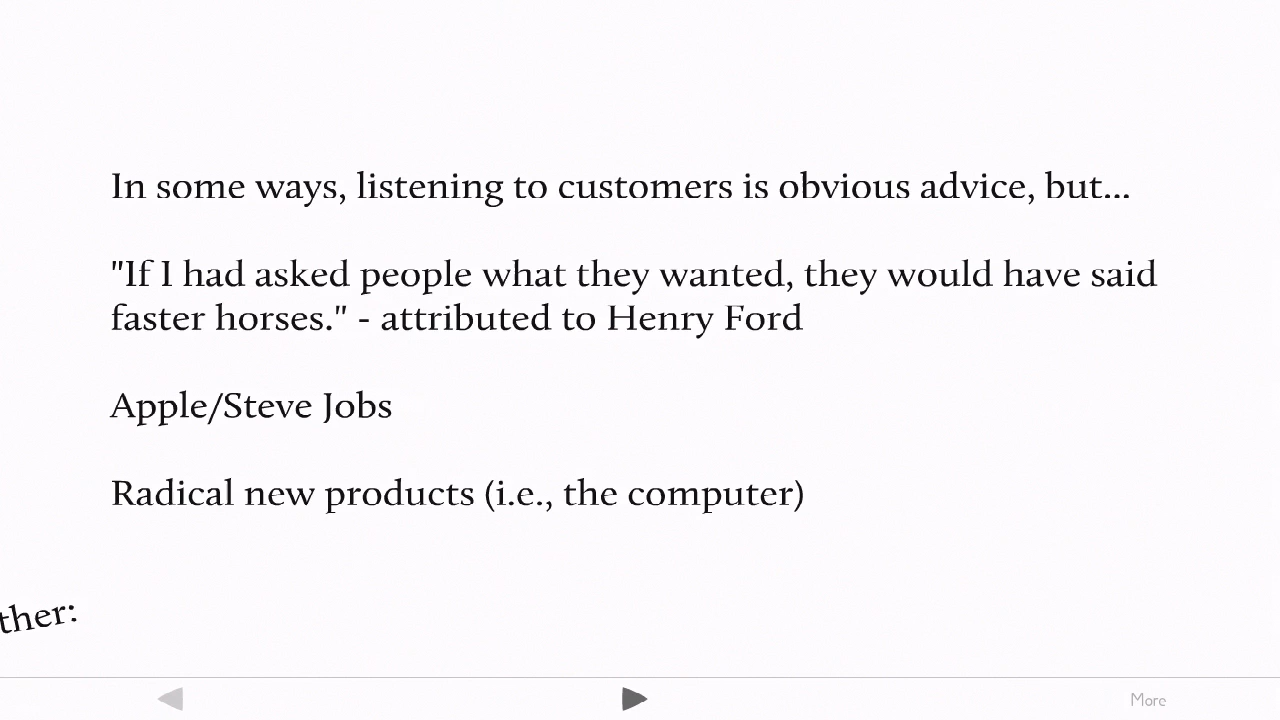 In some ways, listening to customers is obvious advice, but...
"If I had asked people what they wanted, they would have said
faster horses." - attributed to Henry Ford
Apple/Steve Jobs
Radical new products (i.e., the computer)
ther:
More